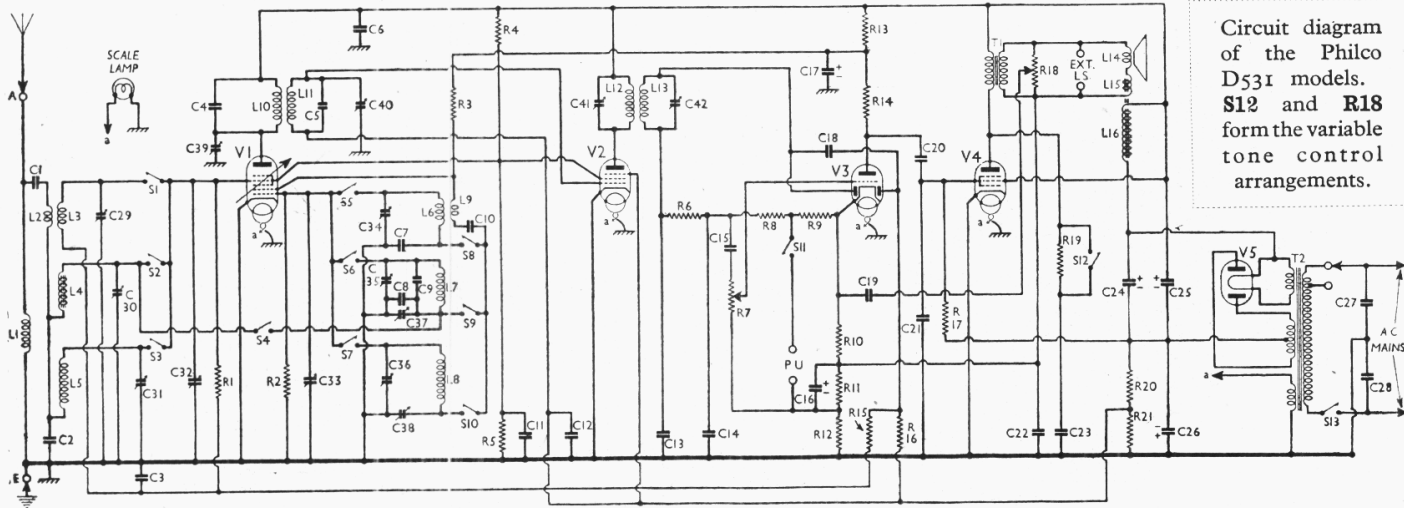 Circuit diagram
of the Philco
D531 models.
S12 and R18
form the variable
tone control
arrangements.
SCALE
LAMP
a
A
C1
L2
L3
C29
S1
L4
C
30
S2
L1
L5
S3
C31
C2
E
C3
C32
R1
S4
R2
C33
C4
L10
L11
C5
C40
C39
C6
V1
a
S5
C34
C7
L6
L9
C10
S8
S6
C
35
C8
C9
L7
C37
S9
S7
C36
L8
C38
S10
R3
R4
R5
C11
C12
C41
L12
L13
C42
V2
a
R6
C13
C14
C15
R7
R8
S11
R9
PU
C16
R10
R11
R12
R13
C17
R14
C18
V3
a
C19
R15
R
16
C20
C21
V4
a
R
17
T1
R18
EXT.
LS
L14
L15
L16
R19
S12
C22
C23
C24
C25
R20
R21
C26
V5
T2
a
C27
C28
A C
MAINS
S13